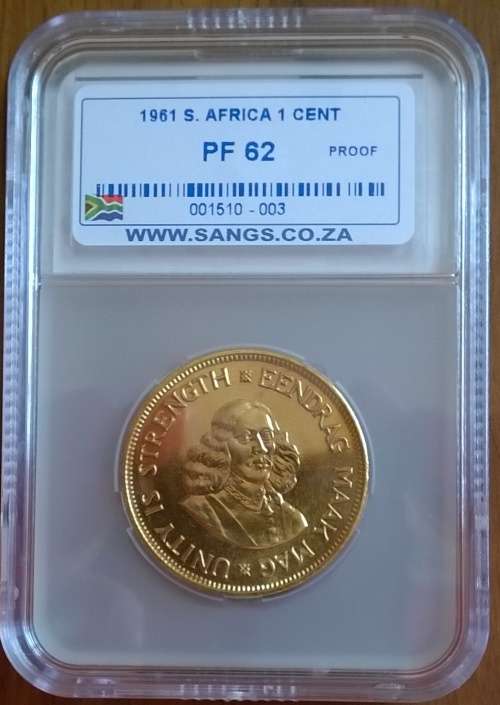 1961 S. AFRICA 1 CENT
PF 62 PROOF
001510 - 003
WWW.SANGS.CO.ZA
UNITY IS STRENGTH EENDRAG MAAK MAG